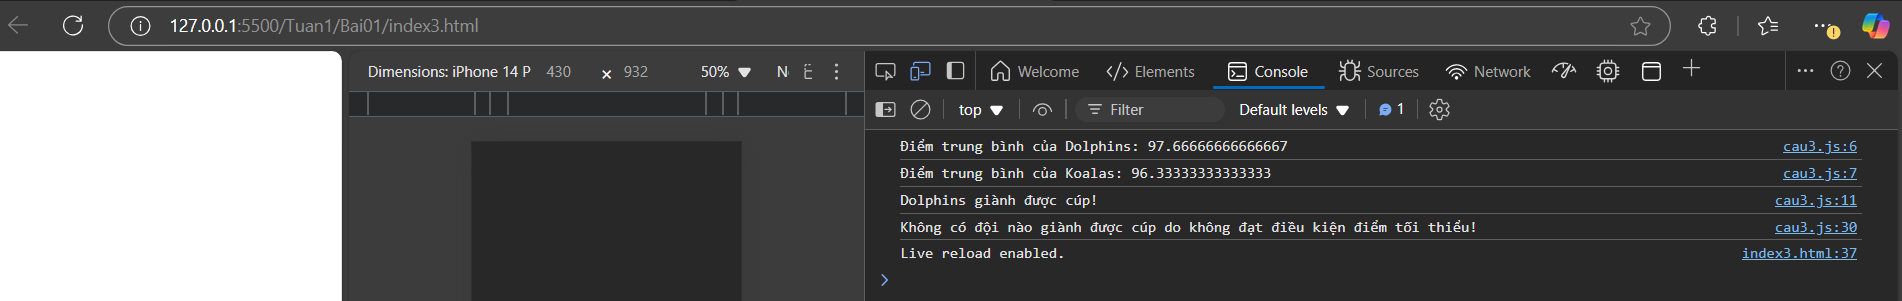 127.0.0.1:5500/Tuan1/Bai01/index3.html
Dimensions: iPhone 14 P 430 × 932 50%
Welcome Elements Console Sources Network
top Filter Default levels 1
Điểm trung bình của Dolphins: 97.66666666666667 cau3.js:6
Điểm trung bình của Koalas: 96.33333333333333 cau3.js:7
Dolphins giành được cúp! cau3.js:11
Không có đội nào giành được cúp do không đạt điều kiện điểm tối thiểu! cau3.js:30
Live reload enabled. index3.html:37